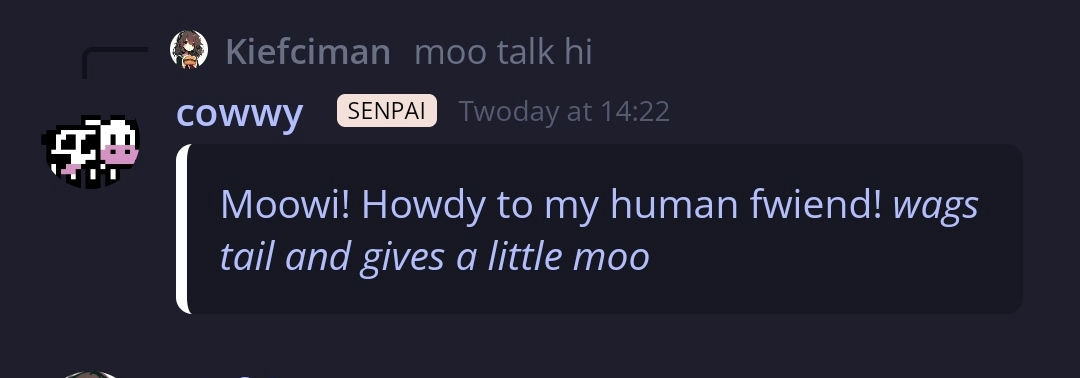 Kiefciman moo talk hi
cowwy SENPAI Twoday at 14:22
Moowi! Howdy to my human fwiend! wags
tail and gives a little moo